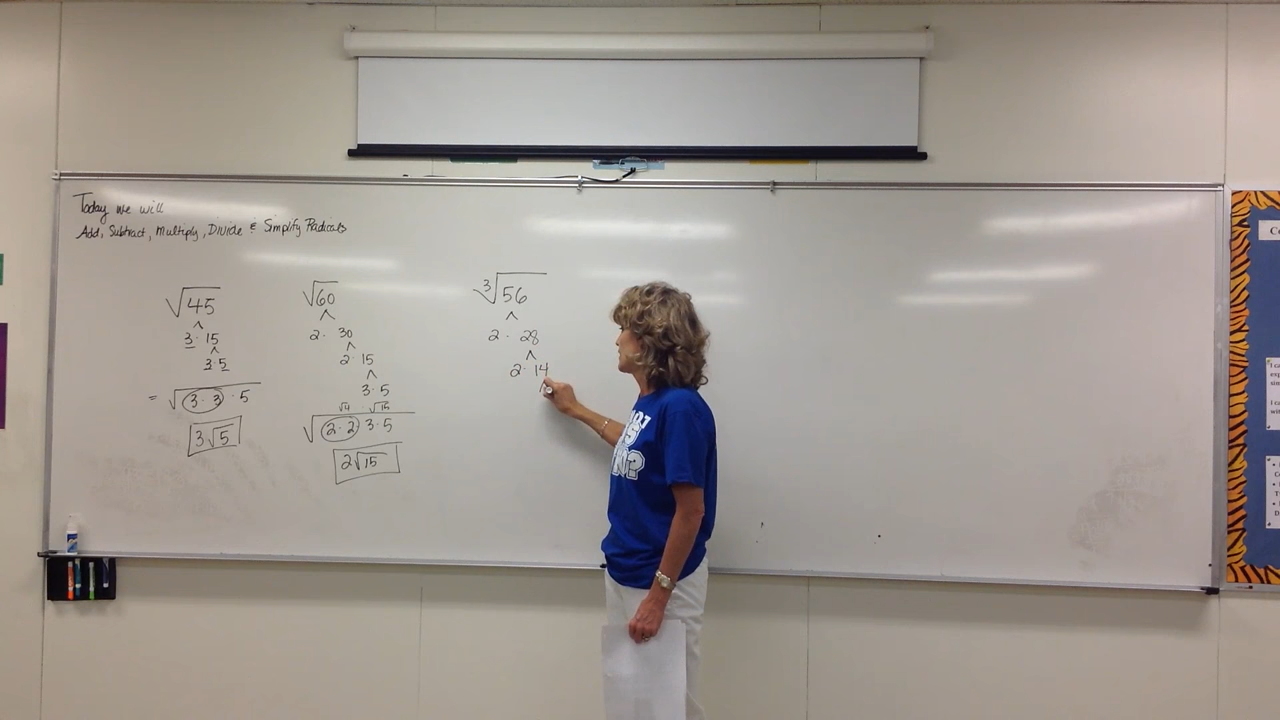 Today we will
Add, Subtract, Multiply, Divide & Simplify Radicals
√45
3 · 15
3 · 5
= √3 · 3 · 5
3√5
√60
2 · 30
2 · 15
3 · 5
√4 √15
√2 · 2 3 · 5
2√15
³√56
2 · 28
2 · 14